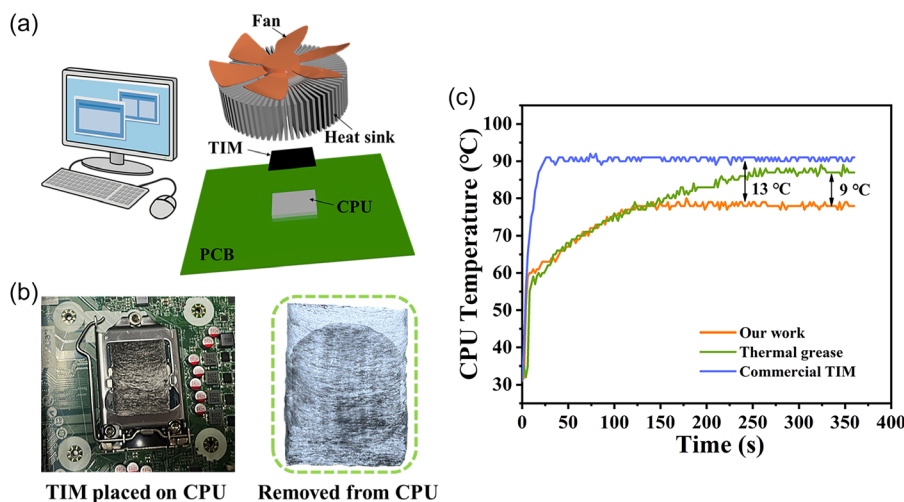 (a)
Fan
Heat sink
TIM
CPU
PCB
(b)
TIM placed on CPU
Removed from CPU
(c)
CPU Temperature (℃)
100
90
80
70
60
50
40
30
13 ℃
9 ℃
Our work
Thermal grease
Commercial TIM
0 50 100 150 200 250 300 350 400
Time (s)